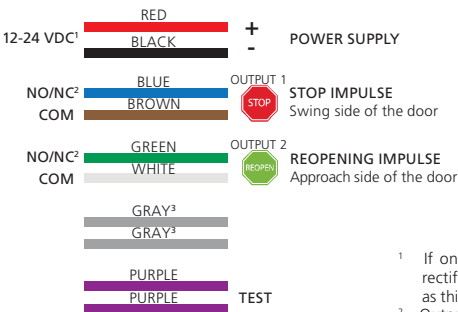 RED
12-24 VDC¹ + POWER SUPPLY
BLACK -
BLUE OUTPUT 1
NO/NC² STOP IMPULSE
BROWN STOP
COM Swing side of the door
GREEN OUTPUT 2
NO/NC² REOPENING IMPULSE
WHITE REOPEN
COM Approach side of the door
GRAY³
GRAY³
PURPLE
PURPLE TEST
¹ If on
rectif
as thi